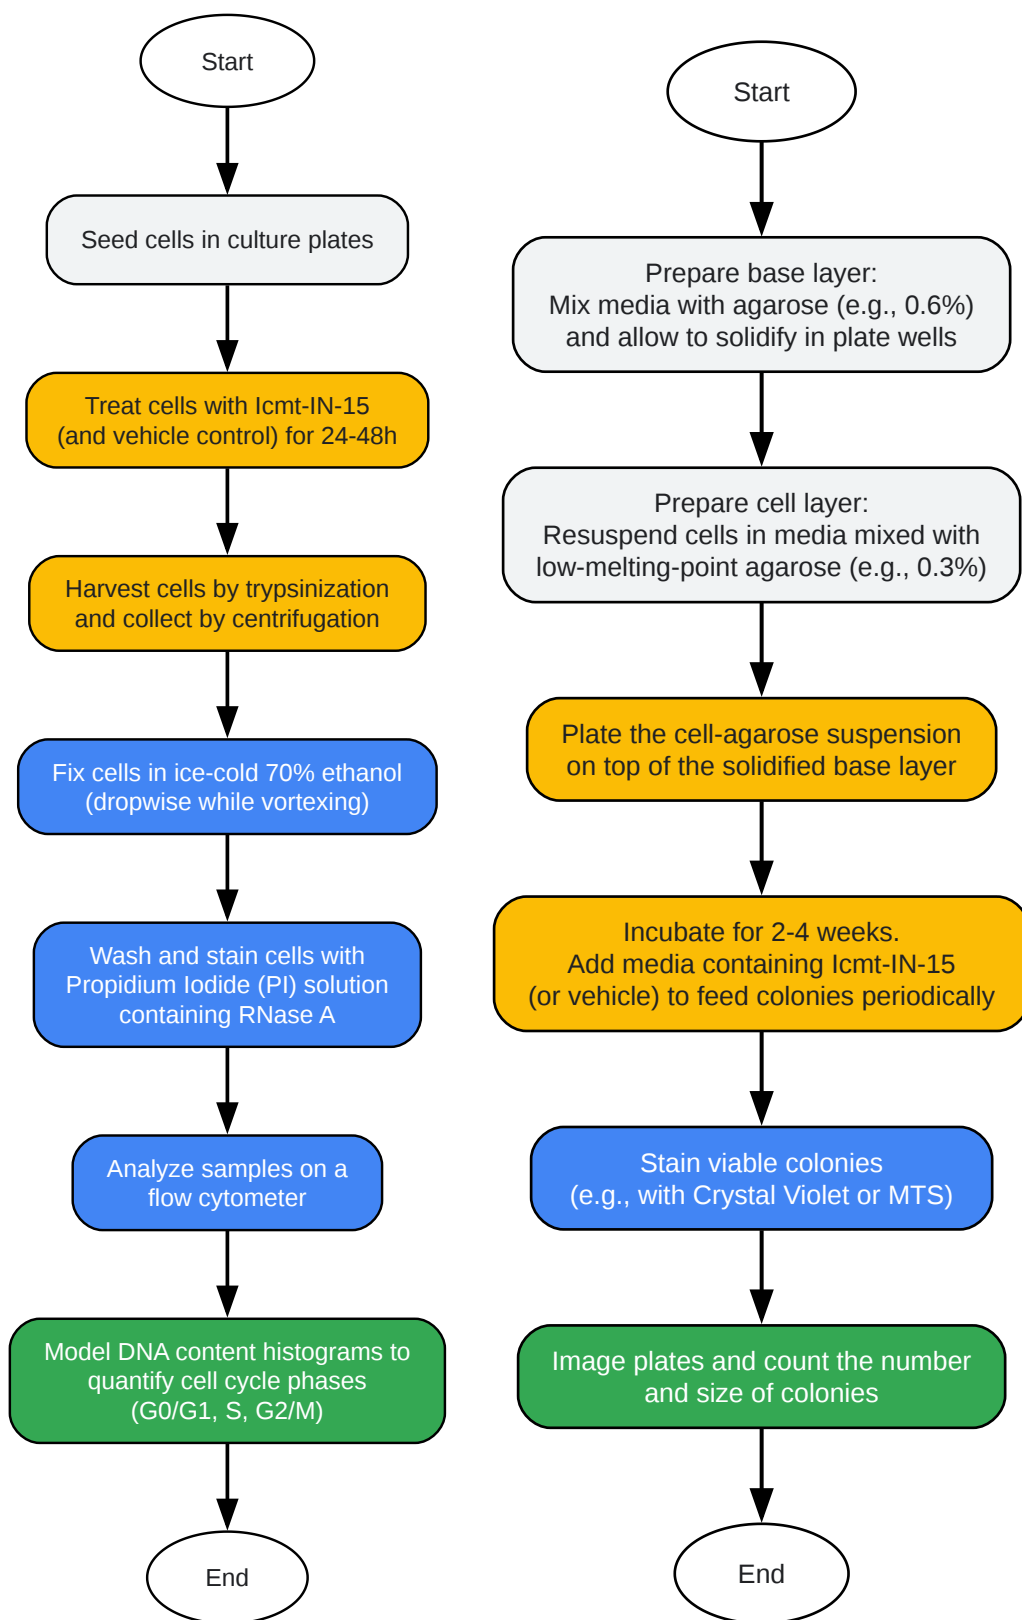 Start
Seed cells in culture plates
Treat cells with Icmt-IN-15
(and vehicle control) for 24-48h
Harvest cells by trypsinization
and collect by centrifugation
Fix cells in ice-cold 70% ethanol
(dropwise while vortexing)
Wash and stain cells with
Propidium Iodide (PI) solution
containing RNase A
Analyze samples on a
flow cytometer
Model DNA content histograms to
quantify cell cycle phases
(G0/G1, S, G2/M)
End
Start
Prepare base layer:
Mix media with agarose (e.g., 0.6%)
and allow to solidify in plate wells
Prepare cell layer:
Resuspend cells in media mixed with
low-melting-point agarose (e.g., 0.3%)
Plate the cell-agarose suspension
on top of the solidified base layer
Incubate for 2-4 weeks.
Add media containing Icmt-IN-15
(or vehicle) to feed colonies periodically
Stain viable colonies
(e.g., with Crystal Violet or MTS)
Image plates and count the number
and size of colonies
End